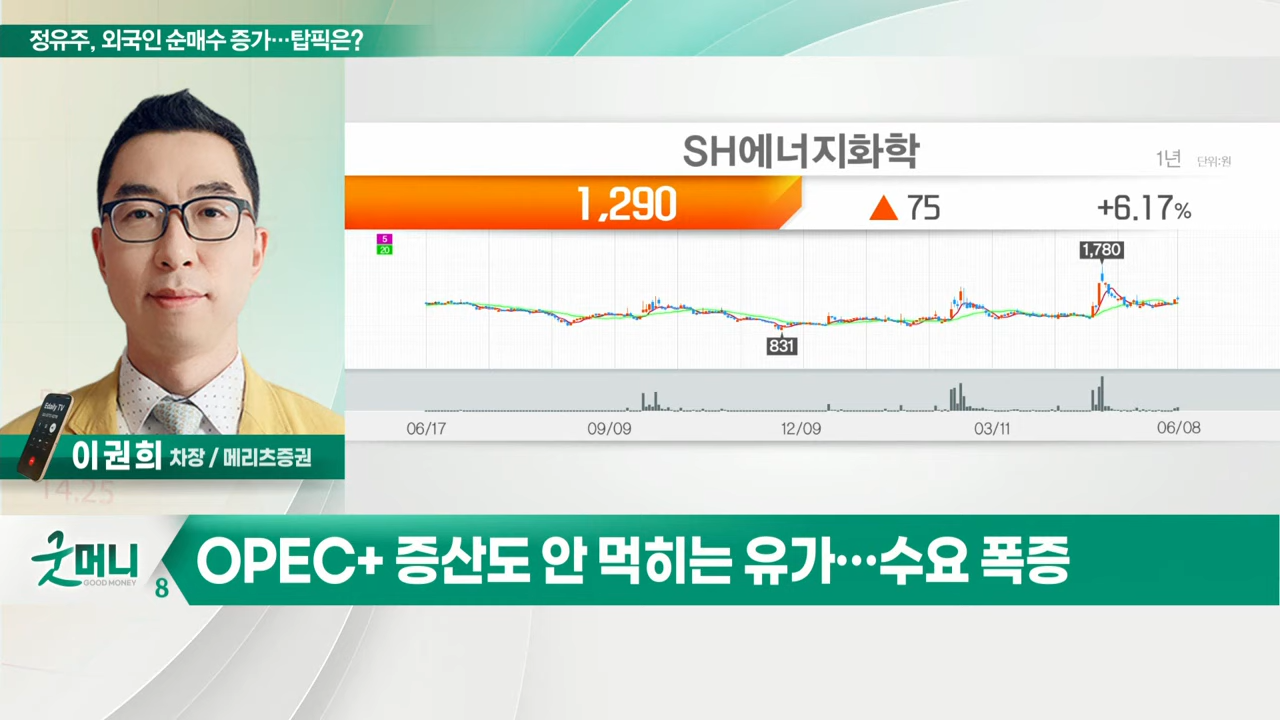 정유주, 외국인 순매수 증가…탑픽은?
SH에너지화학
1년 단위:원
1,290 ▲ 75 +6.17%
5
20
1,780
831
06/17 09/09 12/09 03/11 06/08
Edaily TV
이권희 차장 / 메리츠증권
14.25
굿머니
GOOD MONEY
8
OPEC+ 증산도 안 먹히는 유가…수요 폭증